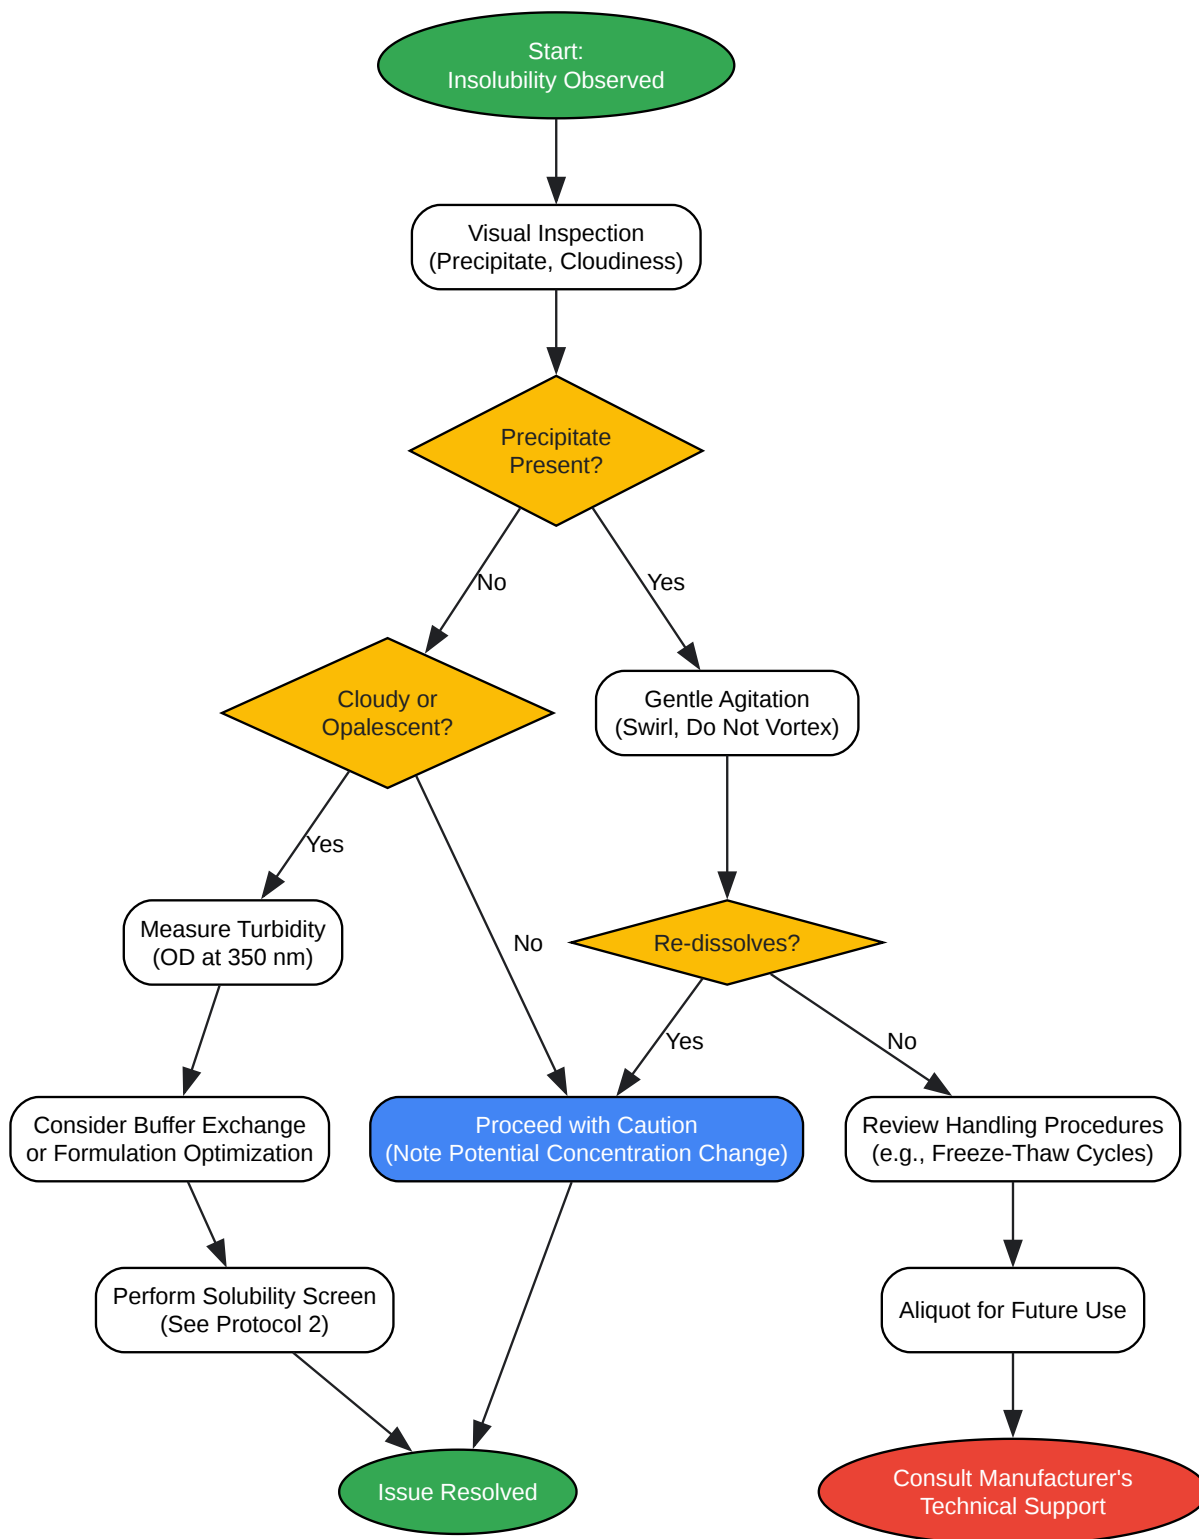 Start:
Insolubility Observed
Visual Inspection
(Precipitate, Cloudiness)
Precipitate
Present?
No
Yes
Cloudy or
Opalescent?
Gentle Agitation
(Swirl, Do Not Vortex)
Yes
No
Measure Turbidity
(OD at 350 nm)
Re-dissolves?
Yes
No
Consider Buffer Exchange
or Formulation Optimization
Proceed with Caution
(Note Potential Concentration Change)
Review Handling Procedures
(e.g., Freeze-Thaw Cycles)
Perform Solubility Screen
(See Protocol 2)
Aliquot for Future Use
Issue Resolved
Consult Manufacturer's
Technical Support